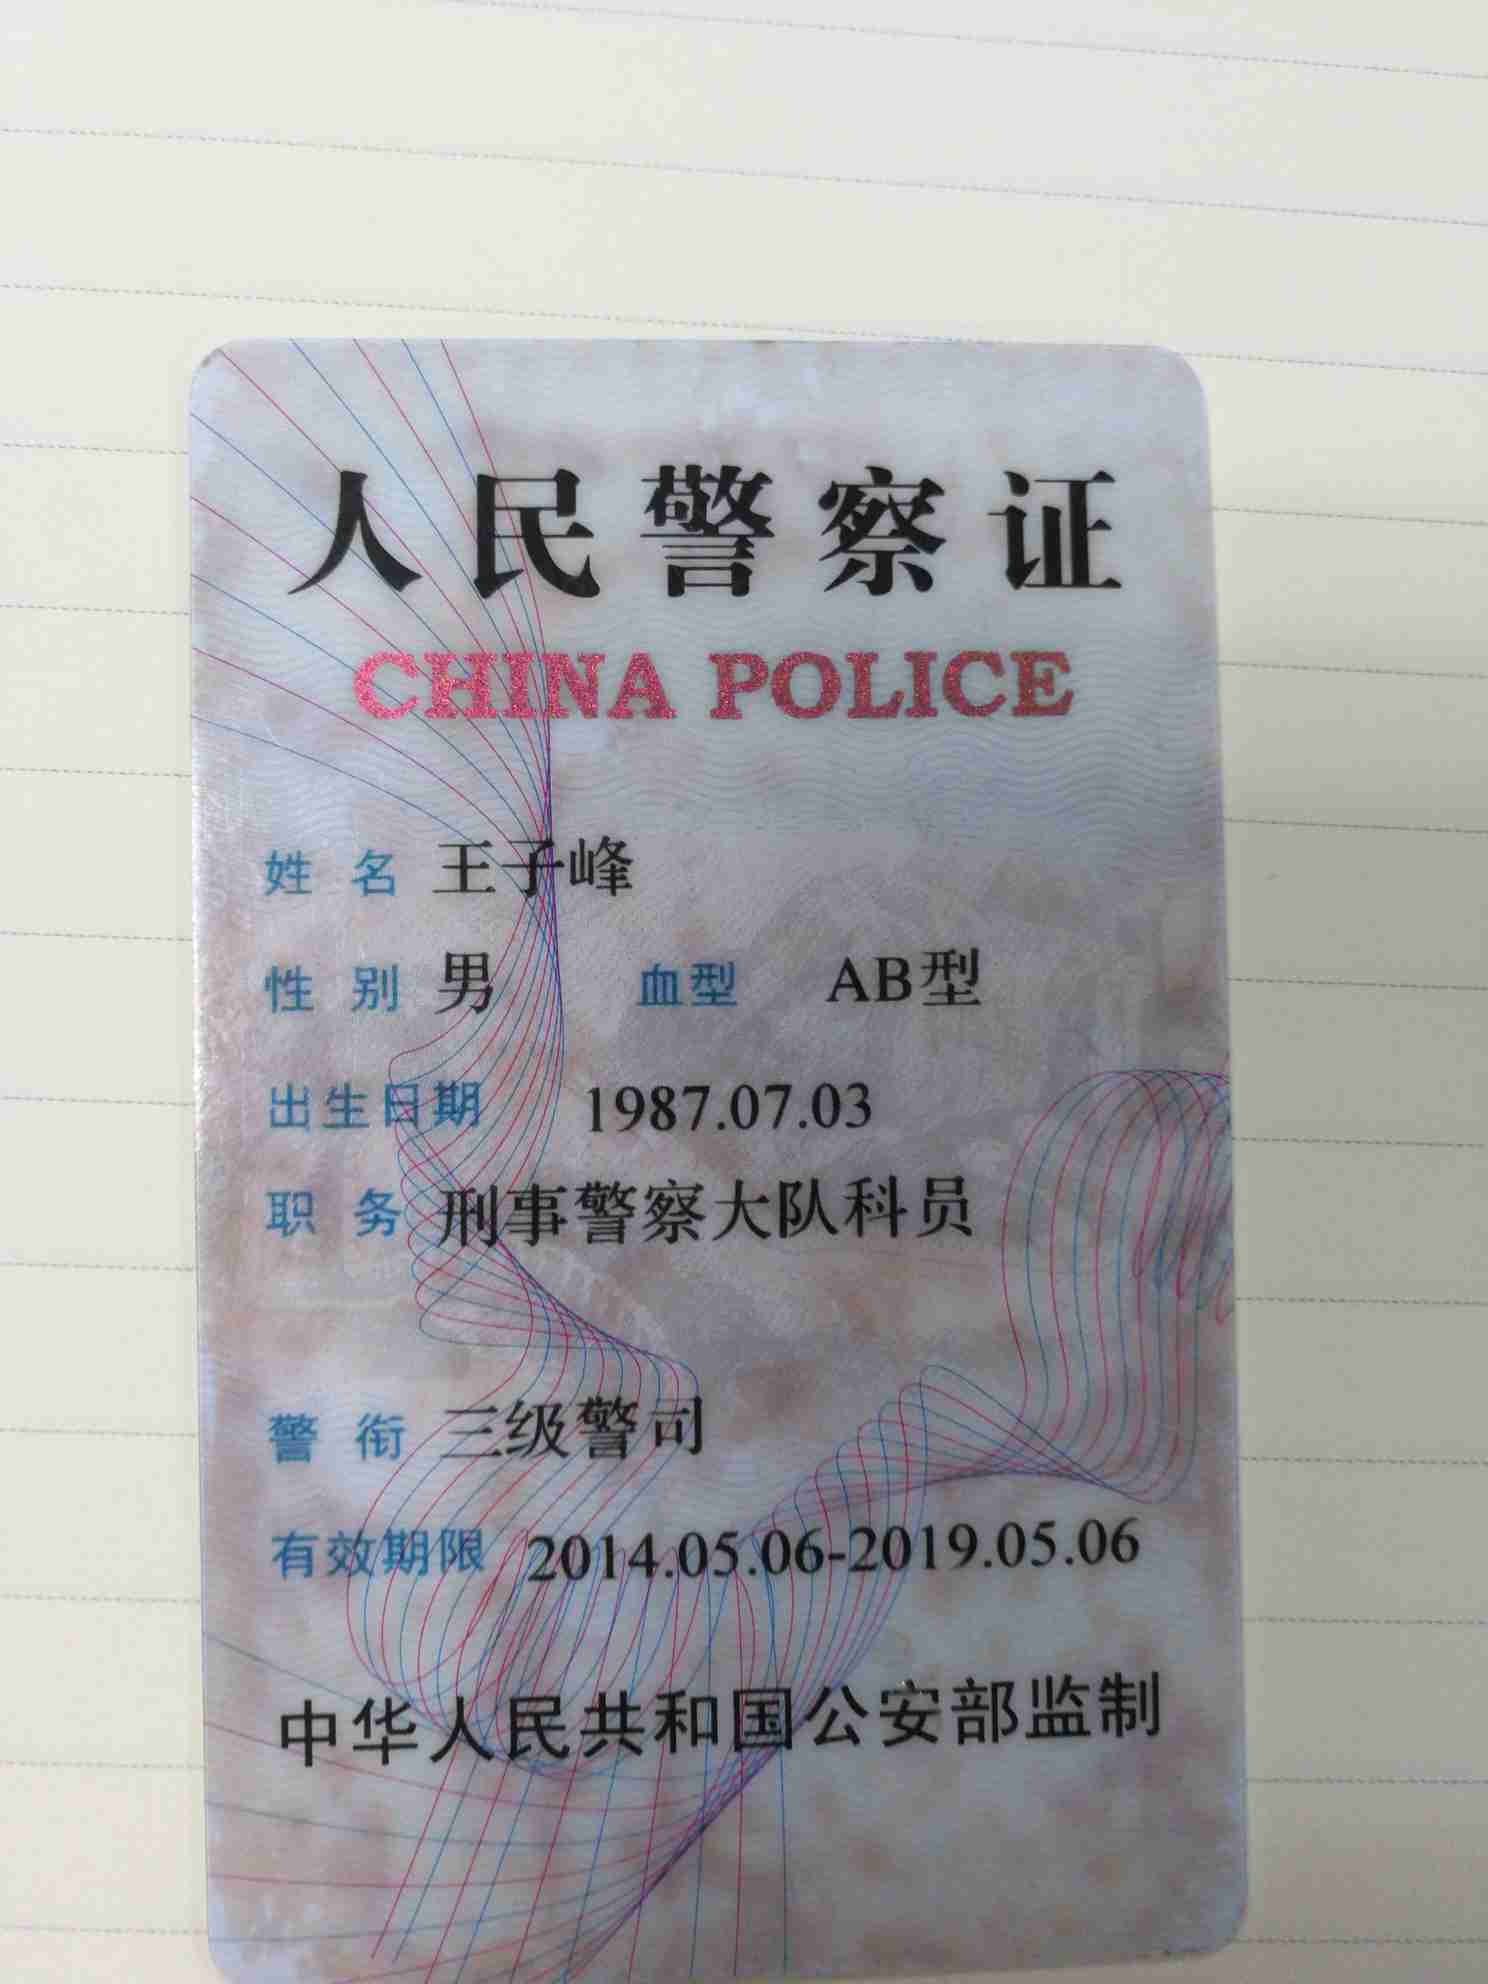 人民警察证
CHINA POLICE
姓 名 王子峰
性 别 男 血型 AB型
出生日期 1987.07.03
职 务 刑事警察大队科员
警 衔 三级警司
有效期限 2014.05.06-2019.05.06
中华人民共和国公安部监制